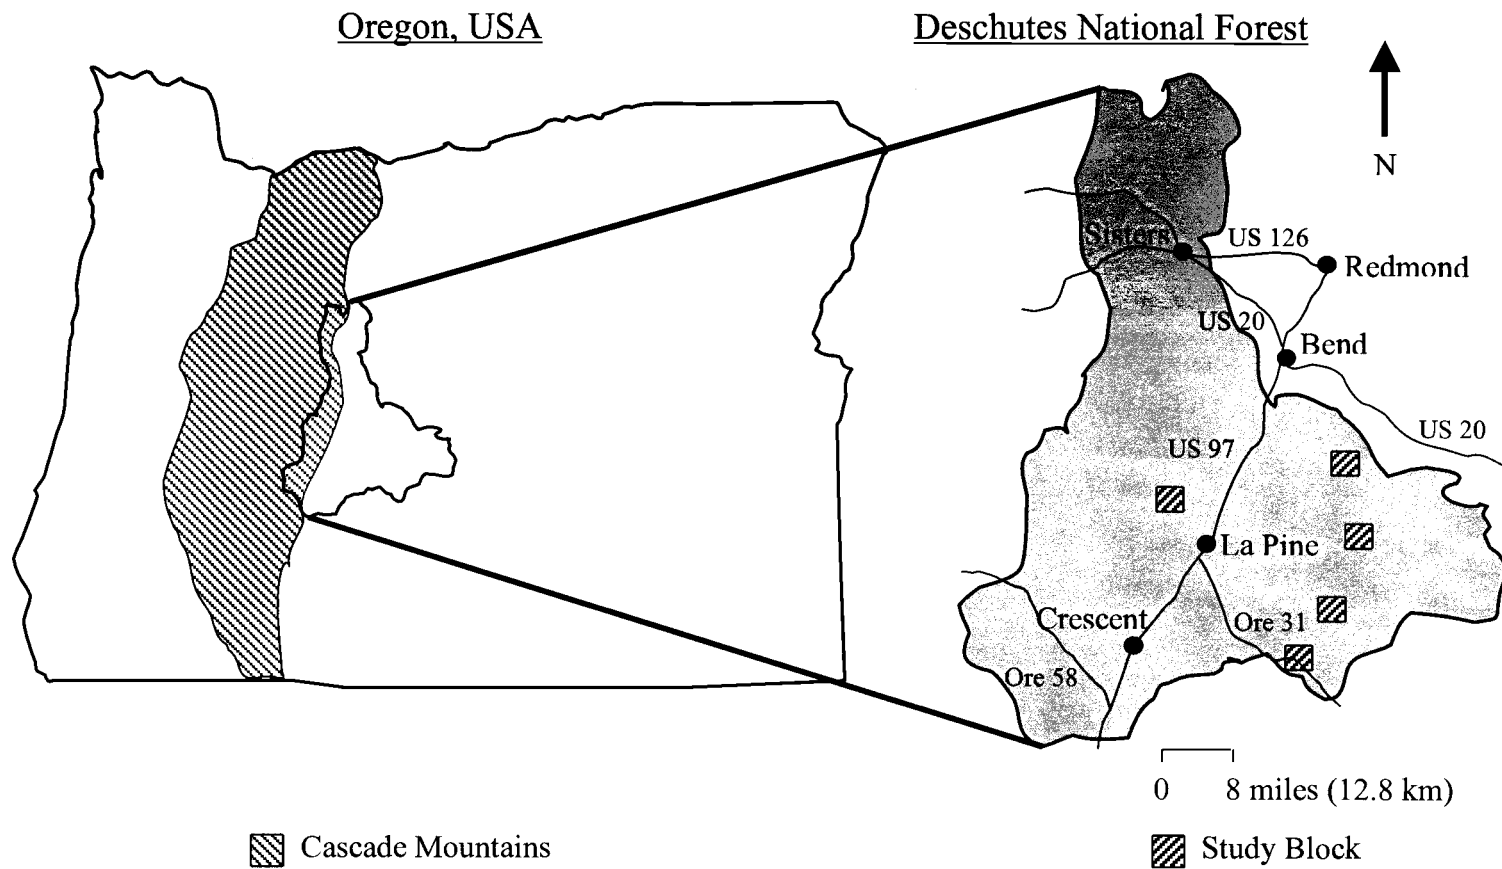 Oregon, USA
Deschutes National Forest
N
Sisters
US 126
Redmond
US 20
Bend
US 20
US 97
La Pine
Crescent
Ore 31
Ore 58
0 8 miles (12.8 km)
Cascade Mountains
Study Block